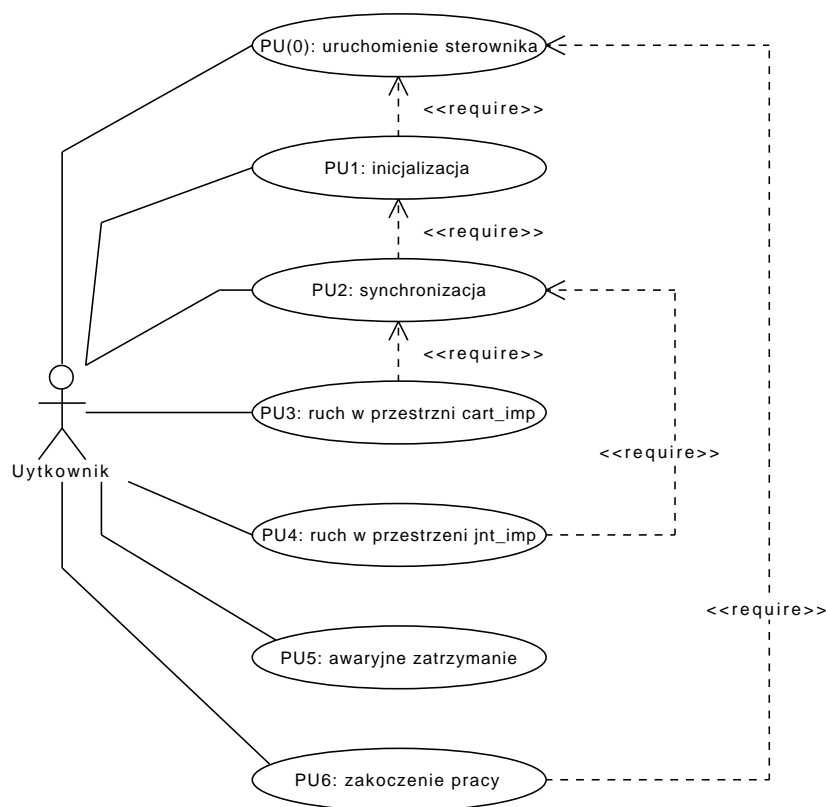 PU(0): uruchomienie sterownika
<<require>>
PU1: inicjalizacja
<<require>>
PU2: synchronizacja
<<require>>
PU3: ruch w przestrzni cart_imp
<<require>>
Uytkownik
PU4: ruch w przestrzeni jnt_imp
<<require>>
PU5: awaryjne zatrzymanie
PU6: zakoczenie pracy